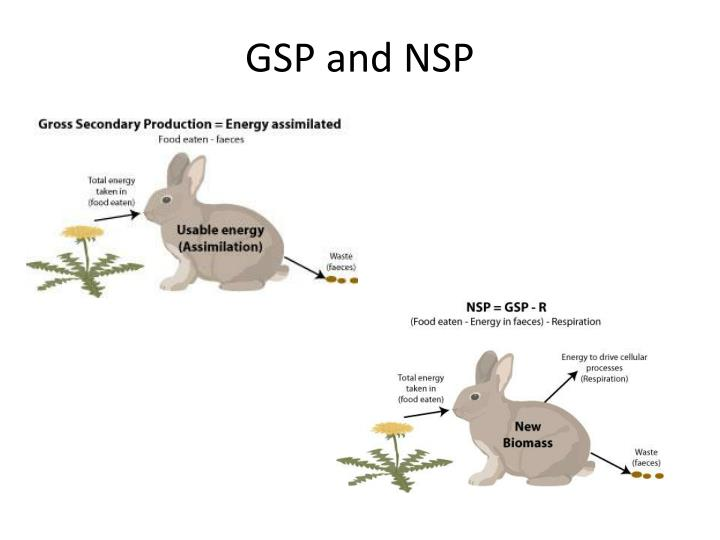 GSP and NSP
Gross Secondary Production = Energy assimilated
Food eaten - faeces
Total energy
taken in
(food eaten)
Usable energy
(Assimilation)
Waste
(faeces)
NSP = GSP - R
(Food eaten - Energy in faeces) - Respiration
Energy to drive cellular
processes
(Respiration)
Total energy
taken in
(food eaten)
New
Biomass
Waste
(faeces)